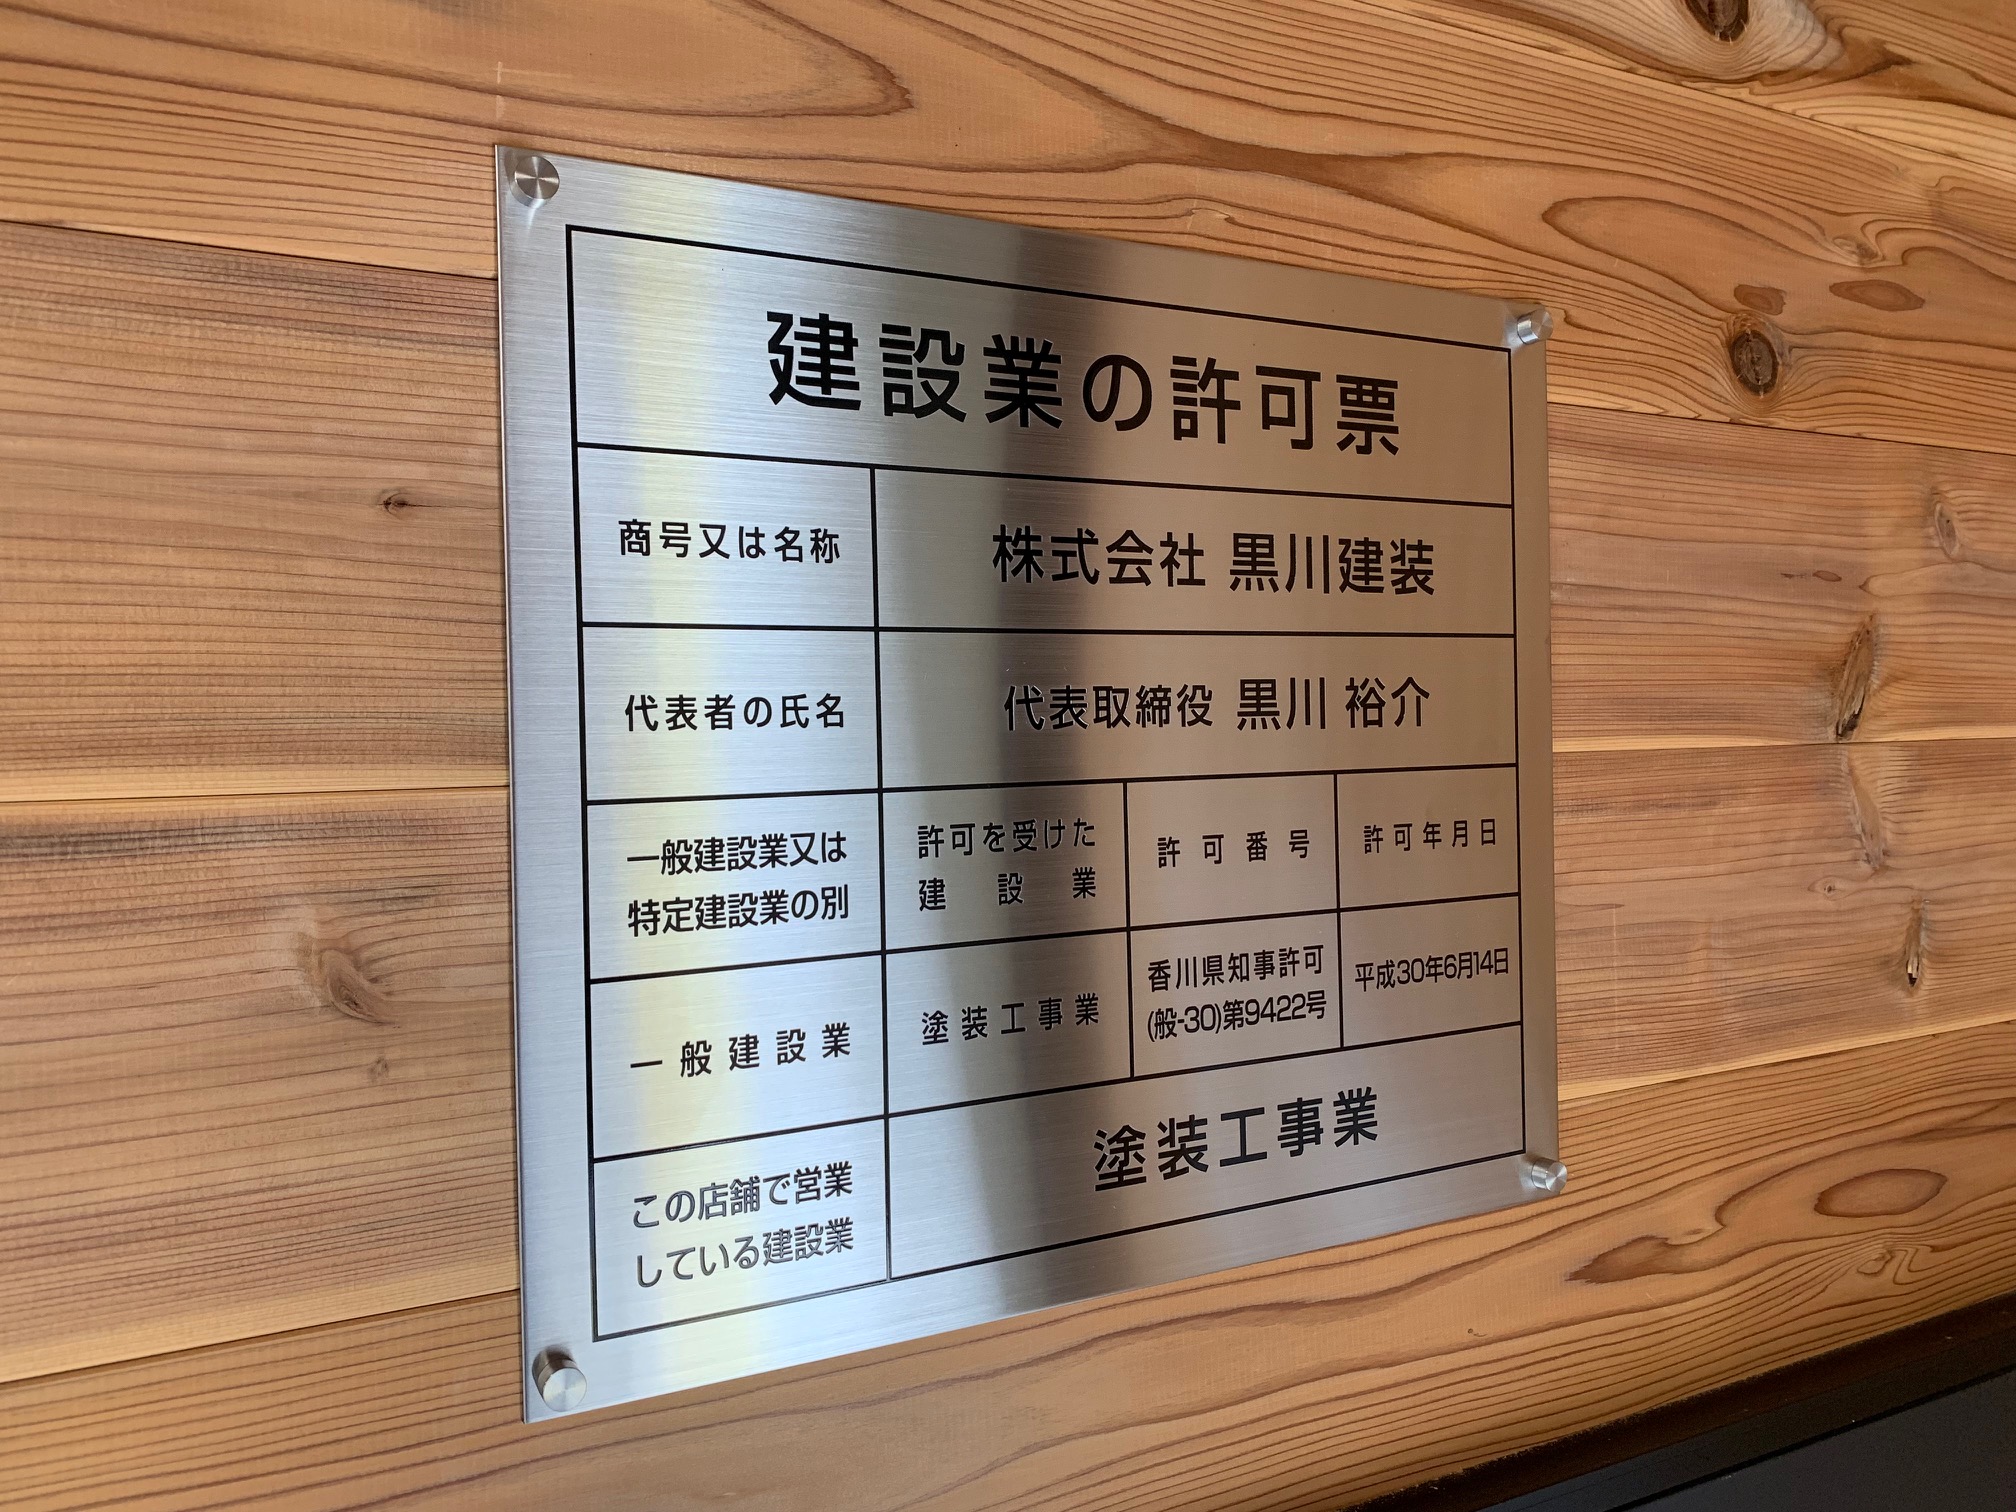 建設業の許可票
商号又は名称
株式会社 黒川建装
代表者の氏名
代表取締役 黒川 裕介
一般建設業又は
特定建設業の別
許可を受けた
建設業
許可番号
許可年月日
一般建設業
塗装工事業
香川県知事許可
(般-30)第9422号
平成30年6月14日
この店舗で営業
している建設業
塗装工事業